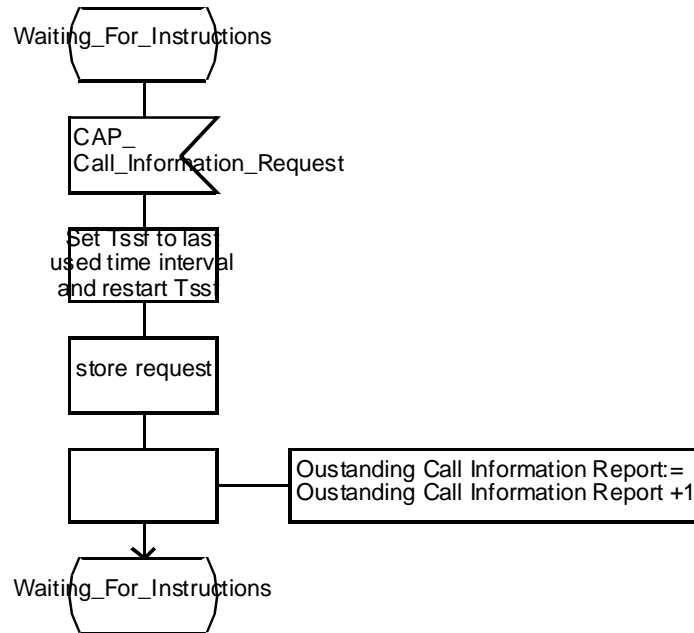 Waiting_For_Instructions
CAP_
Call_Information_Request
Set Tssf to last
used time interval
and restart Tssf
store request
Oustanding Call Information Report:=
Oustanding Call Information Report +1
Waiting_For_Instructions